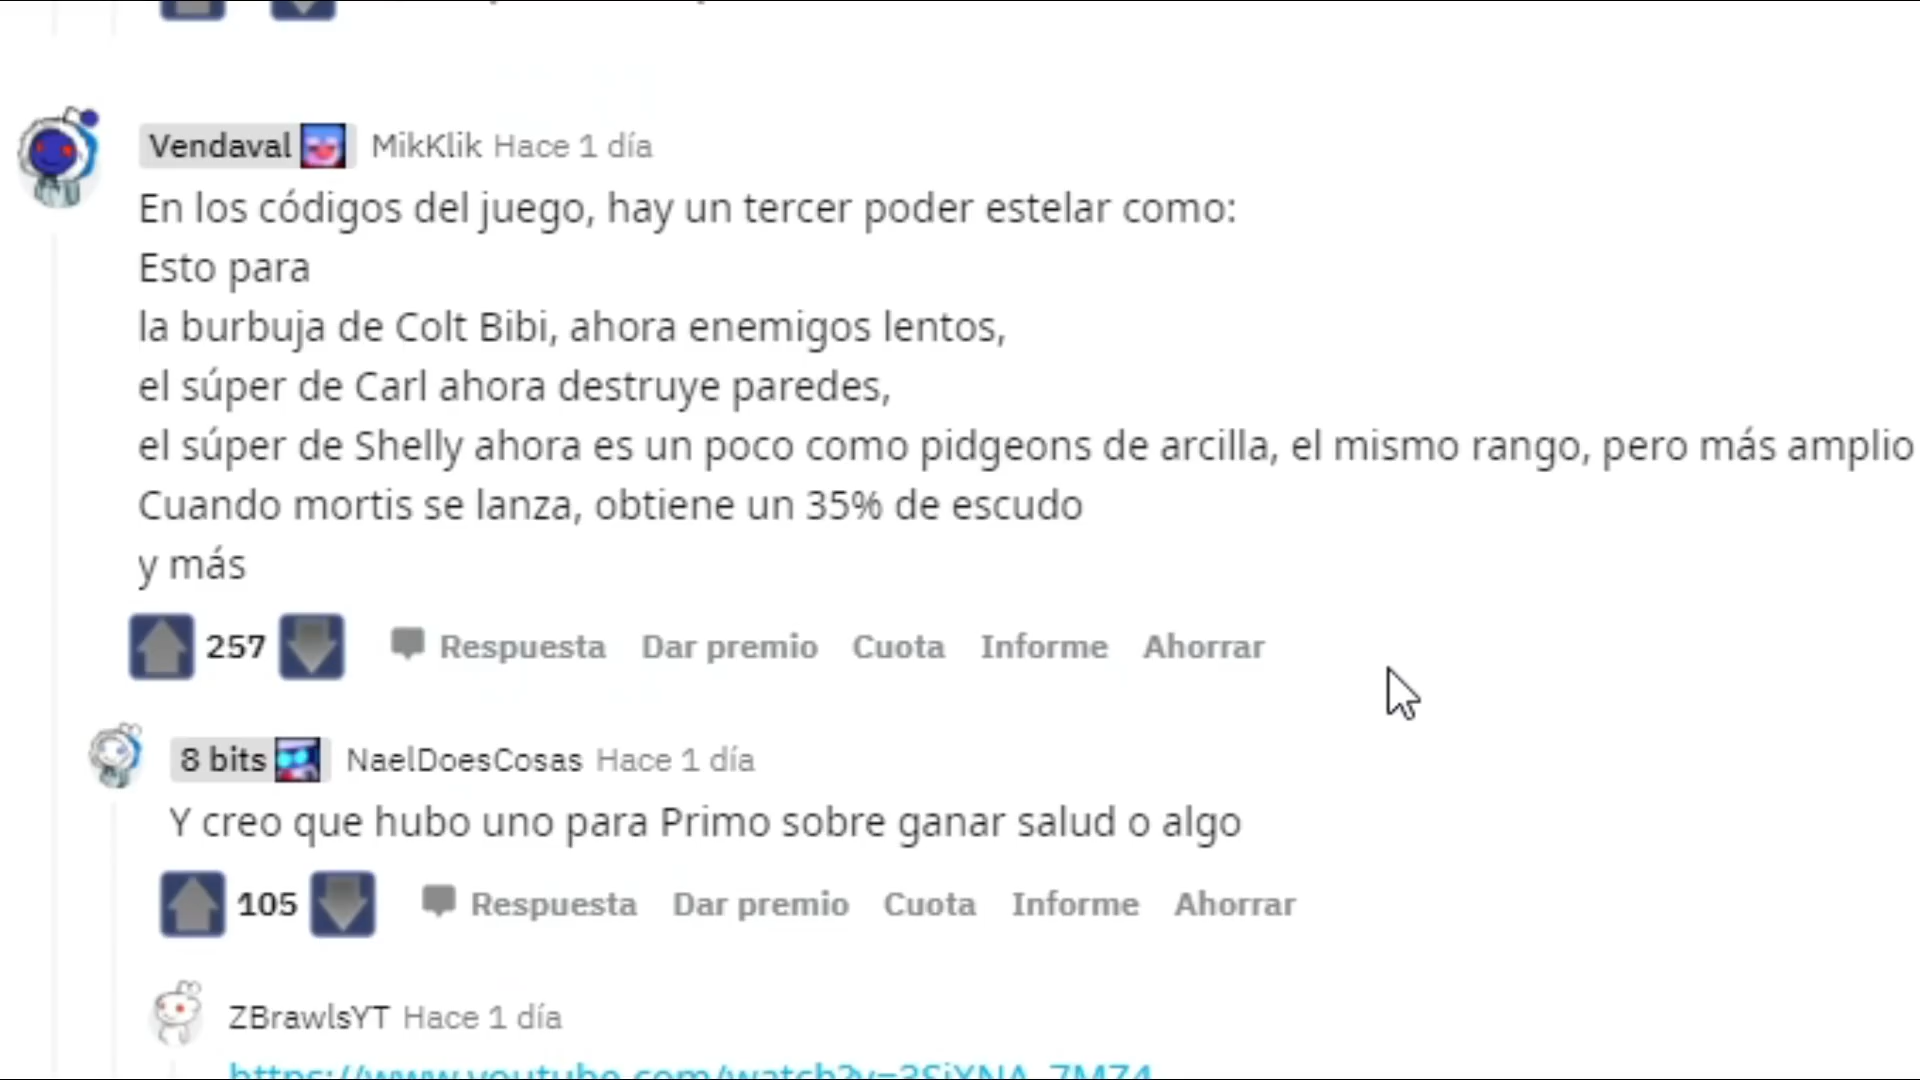 Vendaval MikKlik Hace 1 día
En los códigos del juego, hay un tercer poder estelar como:
Esto para
la burbuja de Colt Bibi, ahora enemigos lentos,
el súper de Carl ahora destruye paredes,
el súper de Shelly ahora es un poco como pidgeons de arcilla, el mismo rango, pero más amplio
Cuando mortis se lanza, obtiene un 35% de escudo
y más
257 Respuesta Dar premio Cuota Informe Ahorrar
8 bits NaelDoesCosas Hace 1 día
Y creo que hubo uno para Primo sobre ganar salud o algo
105 Respuesta Dar premio Cuota Informe Ahorrar
ZBrawlsYT Hace 1 día